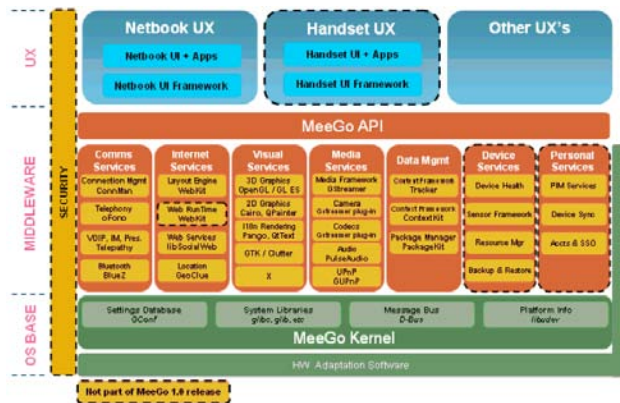 UX
MIDDLEWARE
OS BASE
SECURITY
Netbook UX
Netbook UI + Apps
Netbook UI Framework
Handset UX
Handset UI + Apps
Handset UI Framework
Other UX's
MeeGo API
Comms
Services
Connection Mgmt
ConnMan
Telephony
oFono
VOIP, IM, Pres.
Telepathy
Bluetooth
BlueZ
Internet
Services
Layout Engine
WebKit
Web RunTime
WebKit
Web Services
libSocialWeb
Location
GeoClue
Visual
Services
3D Graphics
OpenGL / GL ES
2D Graphics
Cairo, QPainter
I18n Rendering
Pango, QtText
GTK / Clutter
X
Media
Services
Media Framework
GStreamer
Camera
Gstreamer plug-in
Codecs
Gstreamer plug-in
Audio
PulseAudio
UPnP
GUPnP
Data Mgmt
Content Framework
Tracker
Context Framework
ContextKit
Package Manager
PackageKit
Device
Services
Device Health
Sensor Framework
Resource Mgr
Backup & Restore
Personal
Services
PIM Services
Device Sync
Accts & SSO
Settings Database
GConf
System Libraries
glibc, glib, etc
Message Bus
D-Bus
Platform Info
libudev
MeeGo Kernel
HW Adaptation Software
Not part of MeeGo 1.0 release